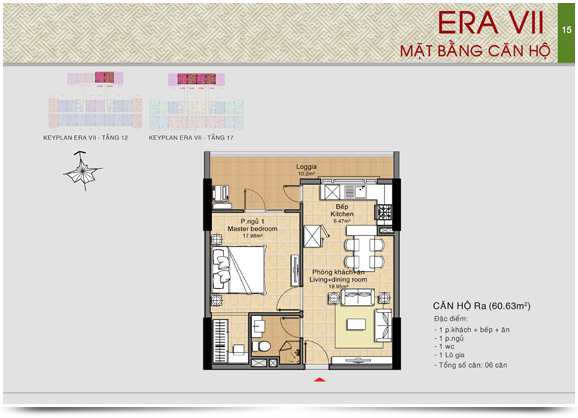 ERA VII
MẶT BẰNG CĂN HỘ
15
KEYPLAN ERA VII - TẦNG 12
KEYPLAN ERA VII - TẦNG 17
Loggia
10.2m²
Bếp
Kitchen
6.47m²
P.ngủ 1
Master bedroom
17.98m²
Phòng khách+ăn
Living+dining room
19.95m²
CĂN HỘ Ra (60.63m²)
Đặc điểm:
- 1 p.khách + bếp + ăn
- 1 p.ngủ
- 1 wc
- 1 Lô gia
- Tổng số căn: 06 căn